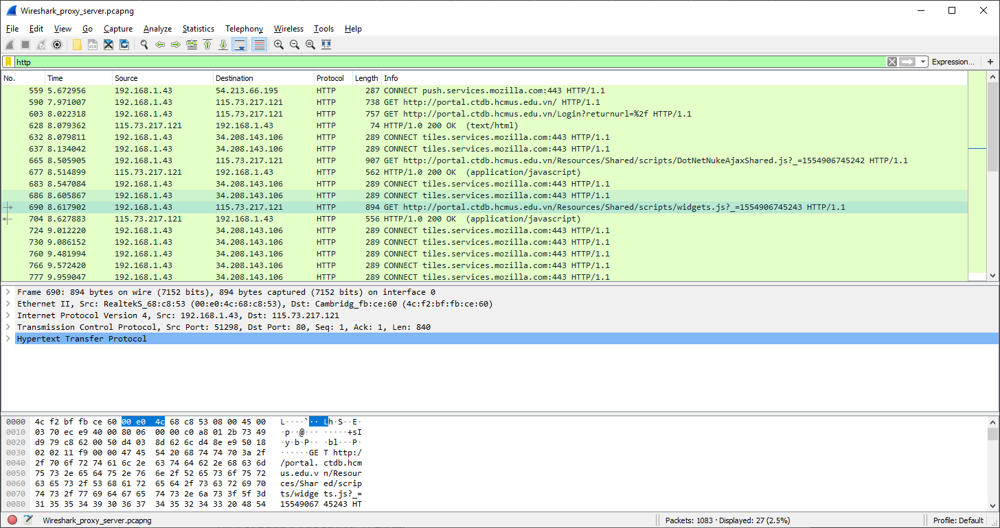 Wireshark_proxy_server.pcapng
File Edit View Go Capture Analyze Statistics Telephony Wireless Tools Help
http Expression... +
No. Time Source Destination Protocol Length Info
559 5.672956 192.168.1.43 54.213.66.195 HTTP 287 CONNECT push.services.mozilla.com:443 HTTP/1.1
590 7.971007 192.168.1.43 115.73.217.121 HTTP 738 GET http://portal.ctdb.hcmus.edu.vn/ HTTP/1.1
603 8.022318 192.168.1.43 115.73.217.121 HTTP 757 GET http://portal.ctdb.hcmus.edu.vn/Login?returnurl=%2f HTTP/1.1
628 8.079362 115.73.217.121 192.168.1.43 HTTP 74 HTTP/1.0 200 OK (text/html)
632 8.079811 192.168.1.43 34.208.143.106 HTTP 289 CONNECT tiles.services.mozilla.com:443 HTTP/1.1
637 8.134042 192.168.1.43 34.208.143.106 HTTP 289 CONNECT tiles.services.mozilla.com:443 HTTP/1.1
665 8.505905 192.168.1.43 115.73.217.121 HTTP 907 GET http://portal.ctdb.hcmus.edu.vn/Resources/Shared/scripts/DotNetNukeAjaxShared.js?_=1554906745242 HTTP/1.1
677 8.514899 115.73.217.121 192.168.1.43 HTTP 562 HTTP/1.0 200 OK (application/javascript)
683 8.547084 192.168.1.43 34.208.143.106 HTTP 289 CONNECT tiles.services.mozilla.com:443 HTTP/1.1
686 8.605867 192.168.1.43 34.208.143.106 HTTP 289 CONNECT tiles.services.mozilla.com:443 HTTP/1.1
690 8.617902 192.168.1.43 115.73.217.121 HTTP 894 GET http://portal.ctdb.hcmus.edu.vn/Resources/Shared/scripts/widgets.js?_=1554906745243 HTTP/1.1
704 8.627883 115.73.217.121 192.168.1.43 HTTP 556 HTTP/1.0 200 OK (application/javascript)
724 9.012220 192.168.1.43 34.208.143.106 HTTP 289 CONNECT tiles.services.mozilla.com:443 HTTP/1.1
730 9.086152 192.168.1.43 34.208.143.106 HTTP 289 CONNECT tiles.services.mozilla.com:443 HTTP/1.1
760 9.481994 192.168.1.43 34.208.143.106 HTTP 289 CONNECT tiles.services.mozilla.com:443 HTTP/1.1
766 9.572420 192.168.1.43 34.208.143.106 HTTP 289 CONNECT tiles.services.mozilla.com:443 HTTP/1.1
777 9.959047 192.168.1.43 34.208.143.106 HTTP 289 CONNECT tiles.services.mozilla.com:443 HTTP/1.1
Frame 690: 894 bytes on wire (7152 bits), 894 bytes captured (7152 bits) on interface 0
Ethernet II, Src: RealtekS_68:c8:53 (00:e0:4c:68:c8:53), Dst: Cambridg_fb:ce:60 (4c:f2:bf:fb:ce:60)
Internet Protocol Version 4, Src: 192.168.1.43, Dst: 115.73.217.121
Transmission Control Protocol, Src Port: 51298, Dst Port: 80, Seq: 1, Ack: 1, Len: 840
Hypertext Transfer Protocol
0000 4c f2 bf fb ce 60 00 e0 4c 68 c8 53 08 00 45 00 L····`·· Lh·S··E·
0010 03 70 ec e9 40 00 80 06 00 00 c0 a8 01 2b 73 49 ·p··@··· ·····+sI
0020 d9 79 c8 62 00 50 d4 03 8d 62 6c d4 8e e9 50 18 ·y·b·P·· ·bl···P·
0030 02 02 11 f9 00 00 47 45 54 20 68 74 74 70 3a 2f ······GE T http:/
0040 2f 70 6f 72 74 61 6c 2e 63 74 64 62 2e 68 63 6d /portal. ctdb.hcm
0050 75 73 2e 65 64 75 2e 76 6e 2f 52 65 73 6f 75 72 us.edu.v n/Resour
0060 63 65 73 2f 53 68 61 72 65 64 2f 73 63 72 69 70 ces/Shar ed/scrip
0070 74 73 2f 77 69 64 67 65 74 73 2e 6a 73 3f 5f 3d ts/widge ts.js?_=
0080 31 35 35 34 39 30 36 37 34 35 32 34 33 20 48 54 15549067 45243 HT
Wireshark_proxy_server.pcapng Packets: 1083 · Displayed: 27 (2.5%) Profile: Default